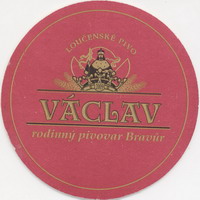 LOUČENSKÉ PIVO
VÁCLAV
rodinný pivovar Bravůr